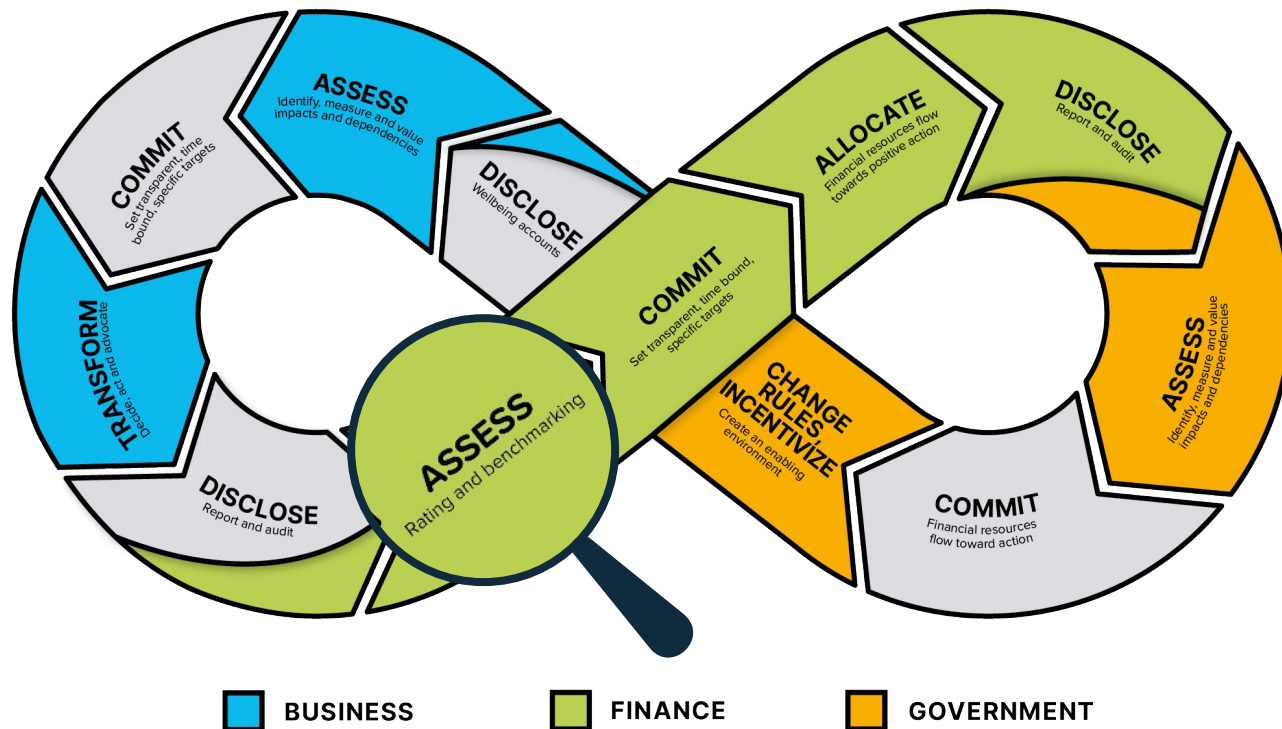 ASSESS
Identify, measure and value
impacts and dependencies
COMMIT
Set transparent, time
bound, specific targets
TRANSFORM
Decide, act and advocate
DISCLOSE
Report and audit
ASSESS
Rating and benchmarking
COMMIT
Set transparent, time bound,
specific targets
ALLOCATE
Financial resources flow
towards positive action
DISCLOSE
Report and audit
ASSESS
Identify, measure and value
impacts and dependencies
COMMIT
Financial resources
flow toward action
CHANGE
RULES,
INCENTIVIZE
Create an enabling
environment
DISCLOSE
Wellbeing accounts
BUSINESS
FINANCE
GOVERNMENT